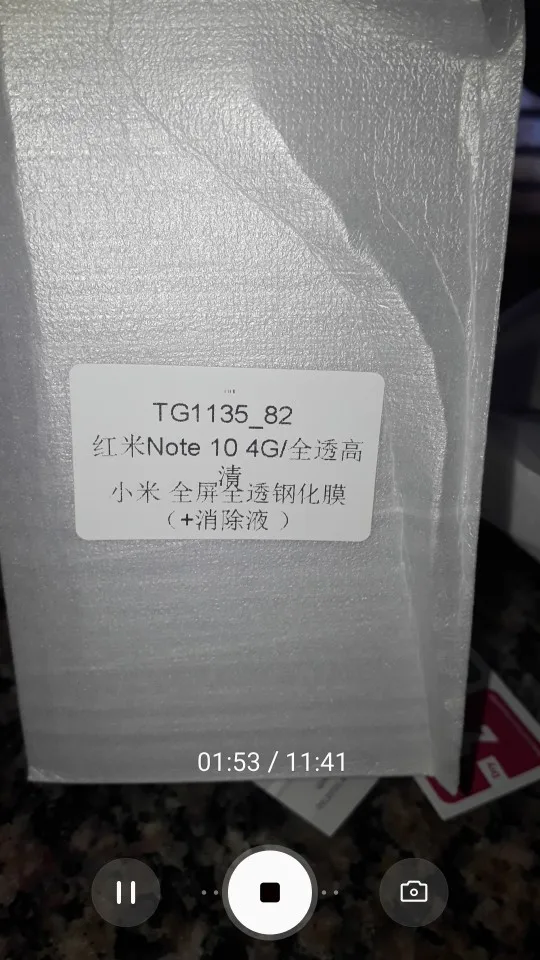 TG1135_82
红米Note 10 4G/全透高
清
小米 全屏全透钢化膜
（+消除液 ）
01:53 / 11:41